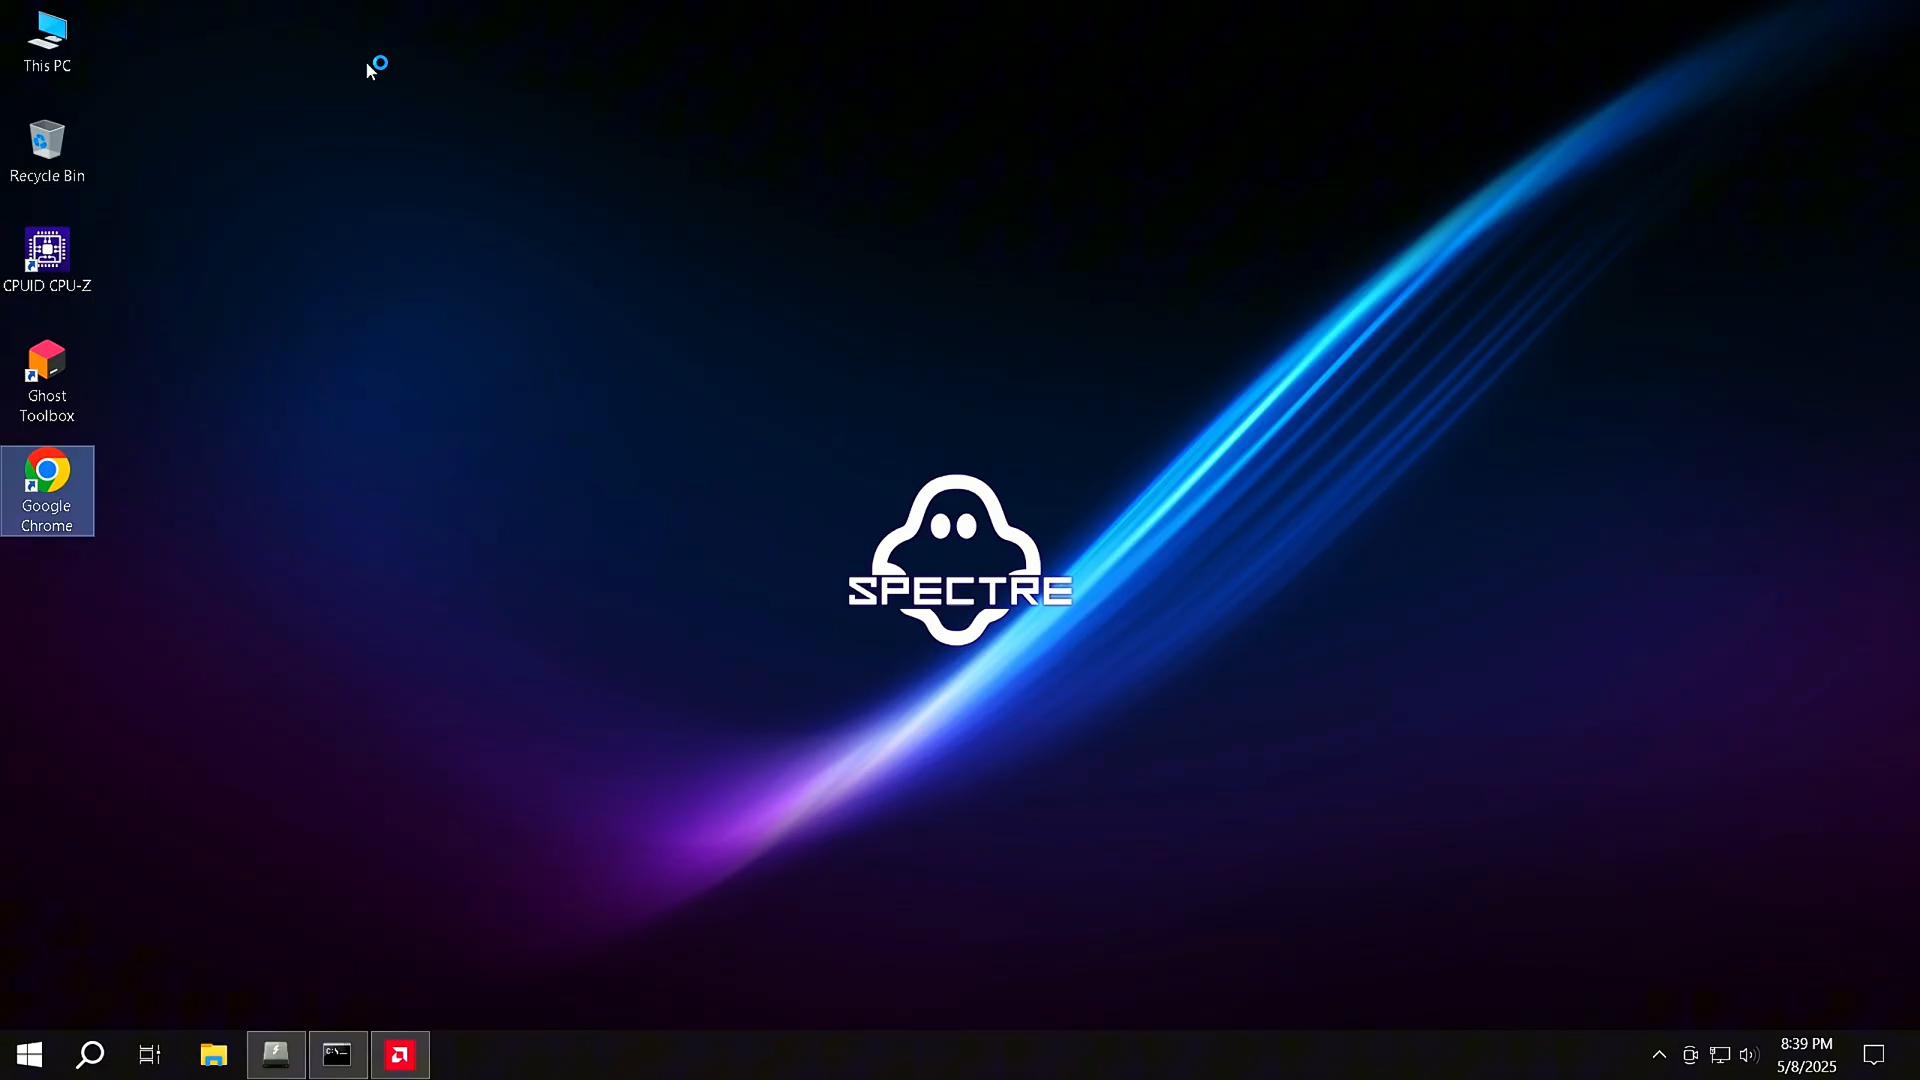 This PC
Recycle Bin
CPUID CPU-Z
Ghost
Toolbox
Google
Chrome
SPECTRE
C:\...
8:39 PM
5/8/2025